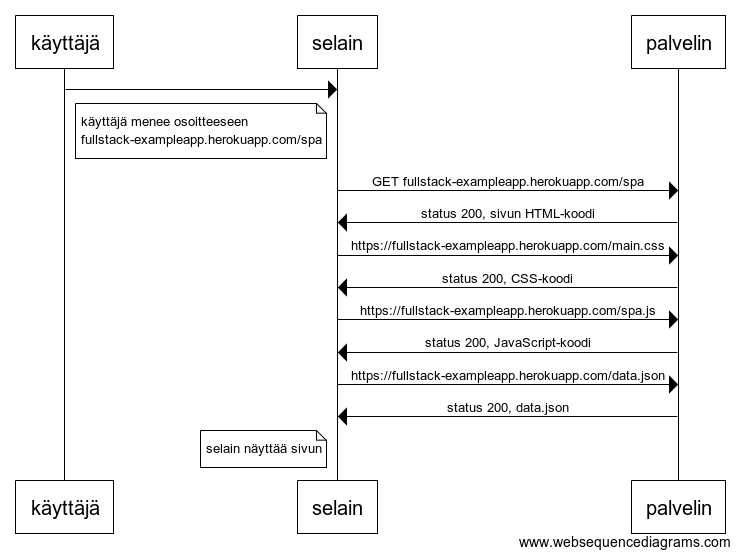 käyttäjä
selain
palvelin
käyttäjä menee osoitteeseen
fullstack-exampleapp.herokuapp.com/spa
GET fullstack-exampleapp.herokuapp.com/spa
status 200, sivun HTML-koodi
https://fullstack-exampleapp.herokuapp.com/main.css
status 200, CSS-koodi
https://fullstack-exampleapp.herokuapp.com/spa.js
status 200, JavaScript-koodi
https://fullstack-exampleapp.herokuapp.com/data.json
status 200, data.json
selain näyttää sivun
käyttäjä
selain
palvelin
www.websequencediagrams.com